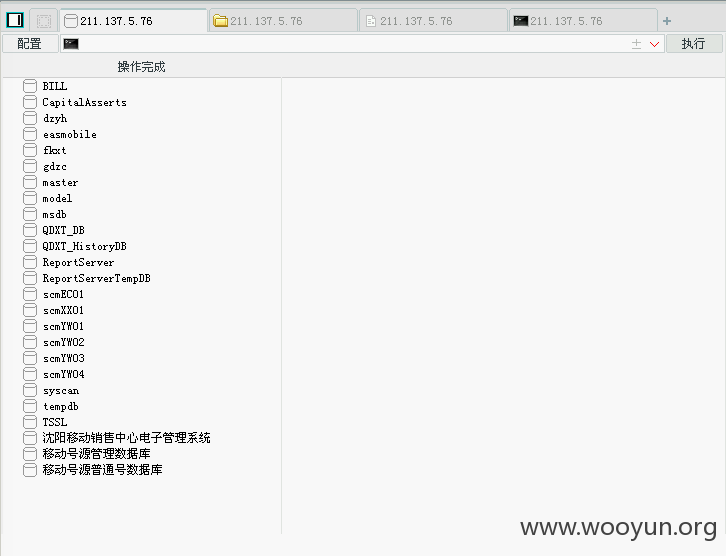 211.137.5.76 211.137.5.76 211.137.5.76 211.137.5.76 +
配置 执行
操作完成
BILL
CapitalAsserts
dzyh
easmobile
fkxt
gdzc
master
model
msdb
QDXT_DB
QDXT_HistoryDB
ReportServer
ReportServerTempDB
scmEC01
scmXX01
scmYW01
scmYW02
scmYW03
scmYW04
syscan
tempdb
TSSL
沈阳移动销售中心电子管理系统
移动号源管理数据库
移动号源普通号数据库
www.wooyun.org